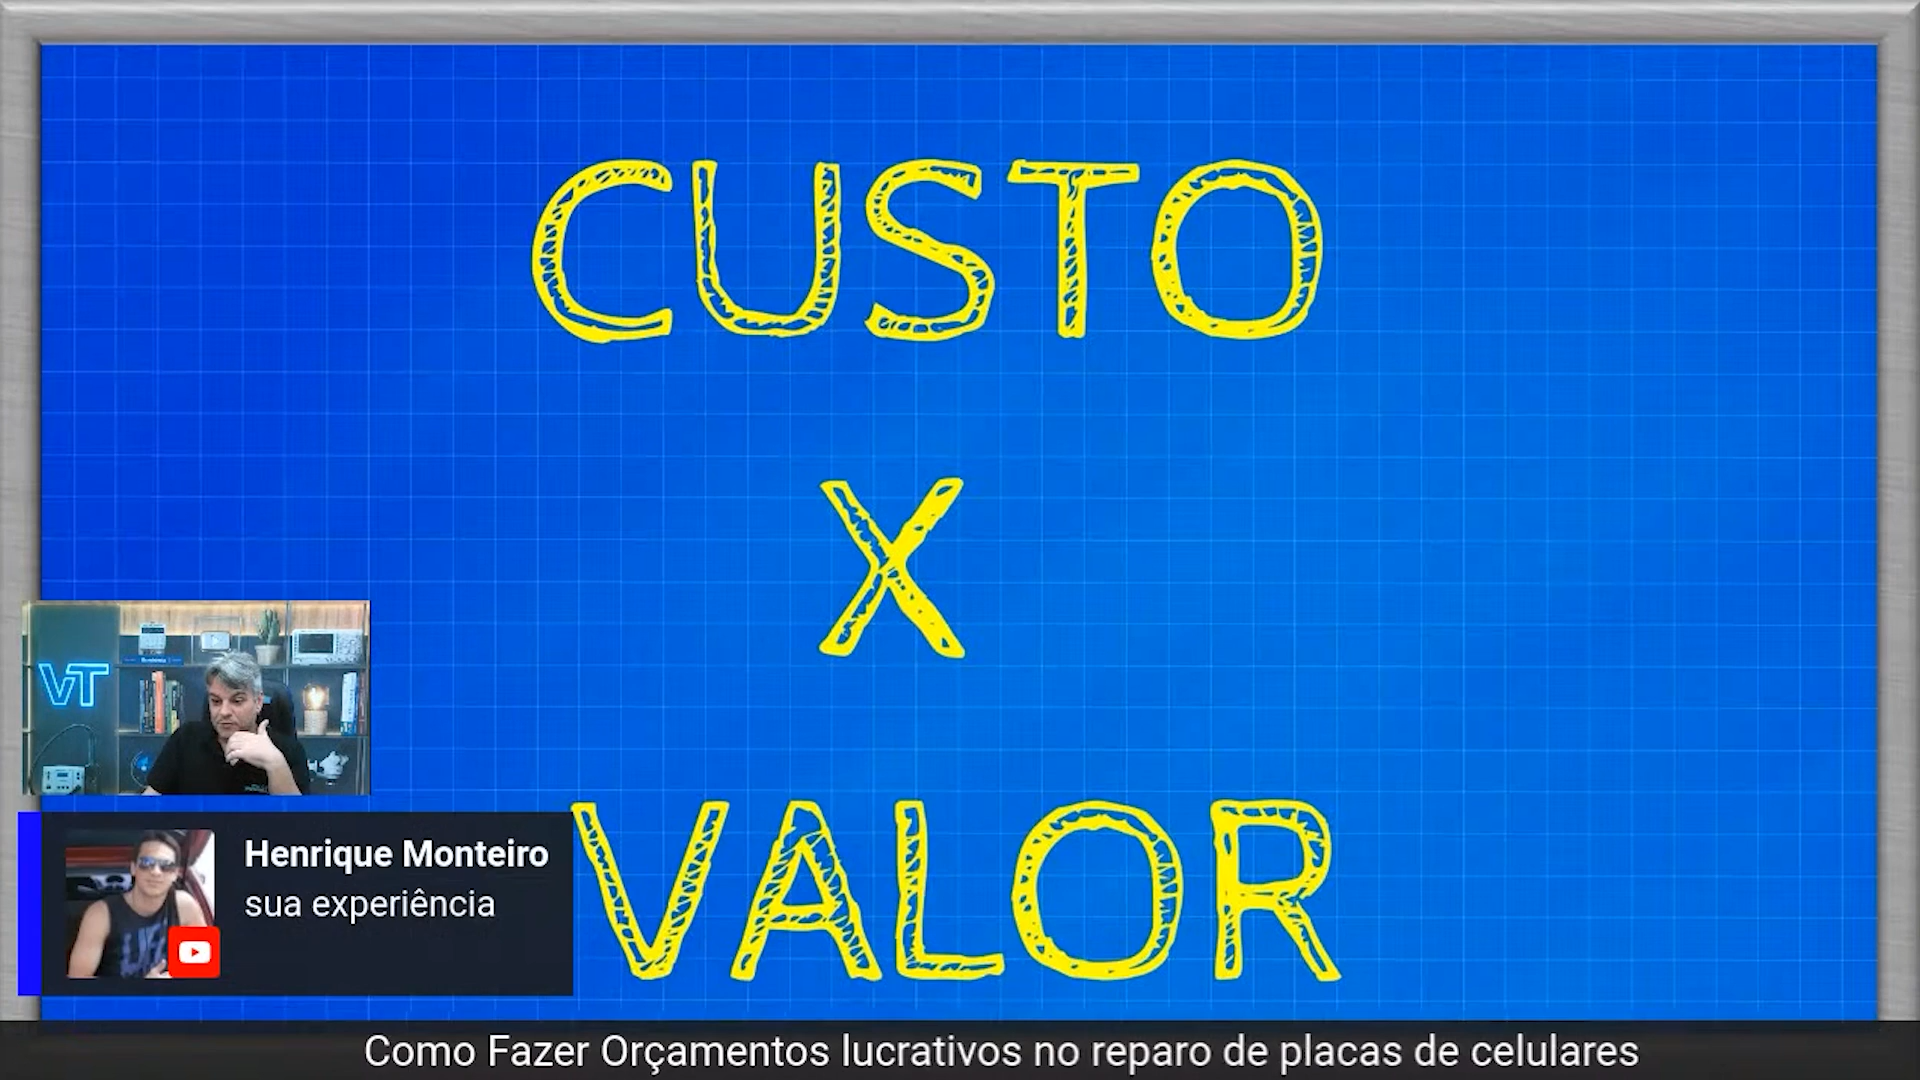 CUSTO
X
VALOR
VT
Henrique Monteiro
sua experiência
Como Fazer Orçamentos lucrativos no reparo de placas de celulares